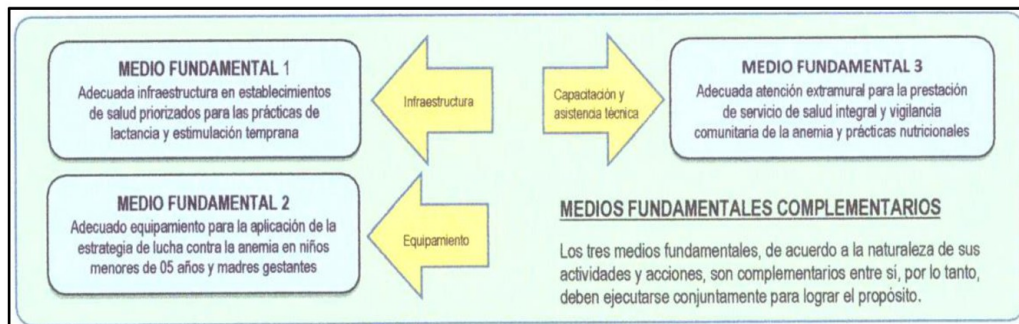 MEDIO FUNDAMENTAL 1
Adecuada infraestructura en establecimientos
de salud priorizados para las prácticas de
lactancia y estimulación temprana
Infraestructura
Capacitación y
asistencia técnica
MEDIO FUNDAMENTAL 3
Adecuada atención extramural para la prestación
de servicio de salud integral y vigilancia
comunitaria de la anemia y prácticas nutricionales
MEDIO FUNDAMENTAL 2
Adecuado equipamiento para la aplicación de la
estrategia de lucha contra la anemia en niños
menores de 05 años y madres gestantes
Equipamiento
MEDIOS FUNDAMENTALES COMPLEMENTARIOS
Los tres medios fundamentales, de acuerdo a la naturaleza de sus
actividades y acciones, son complementarios entre si, por lo tanto,
deben ejecutarse conjuntamente para lograr el propósito.